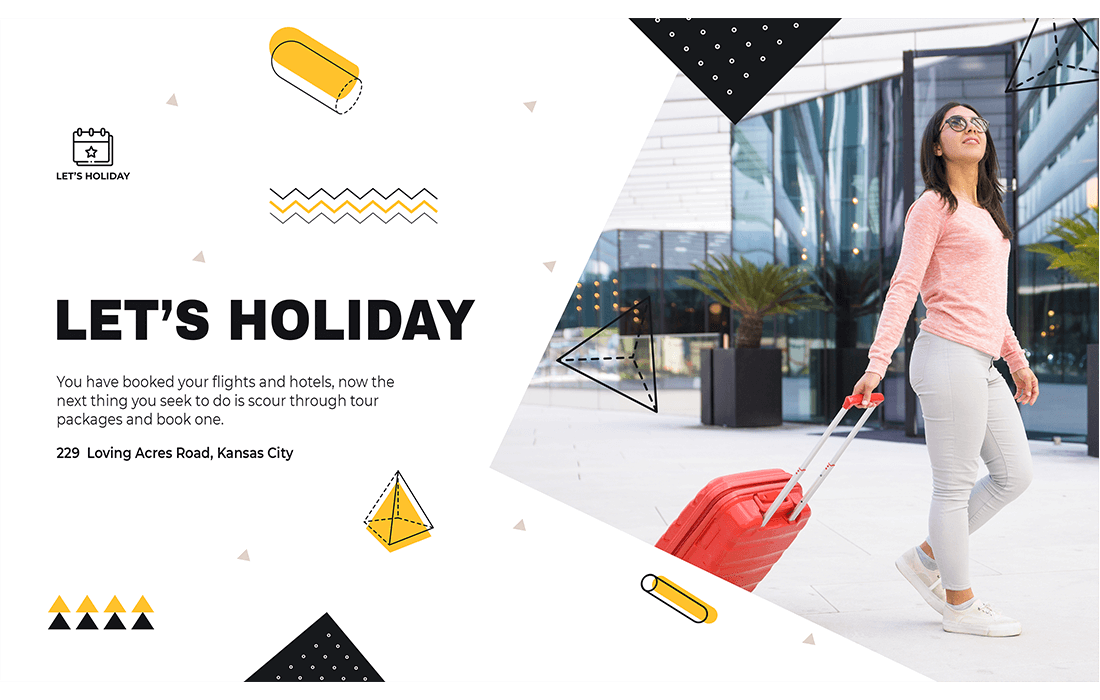 LET'S HOLIDAY
LET'S HOLIDAY
You have booked your flights and hotels, now the
next thing you seek to do is scour through tour
packages and book one.
229 Loving Acres Road, Kansas City